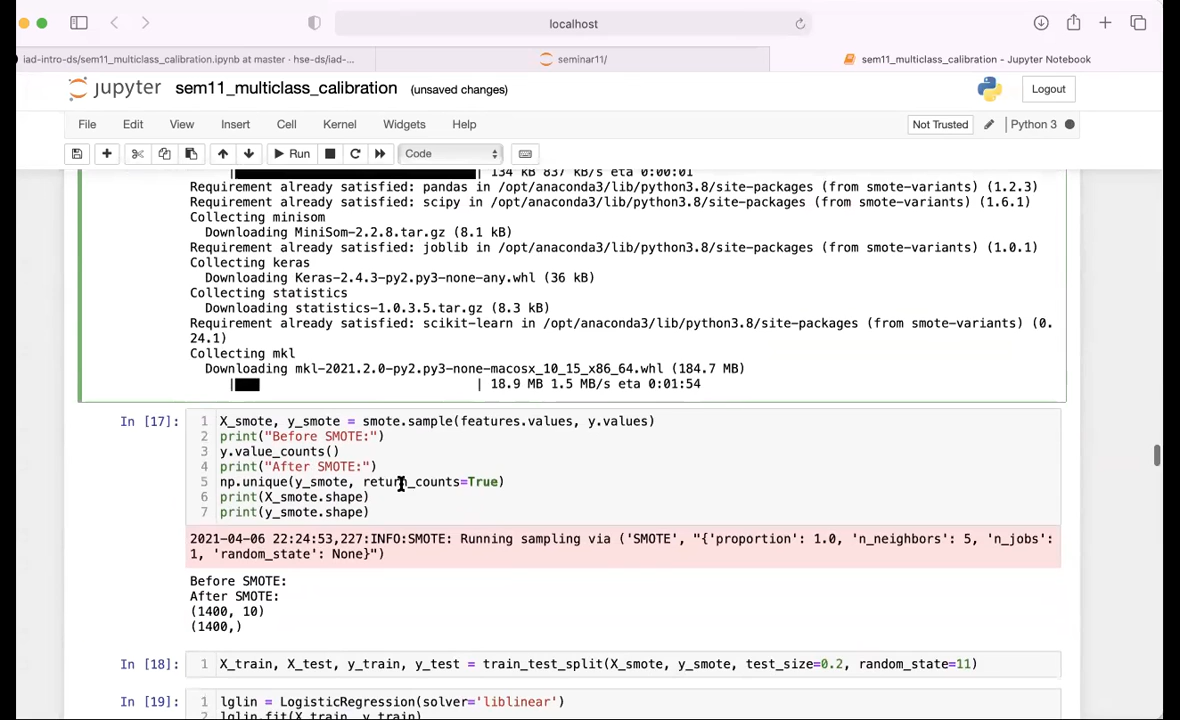 localhost
iad-intro-ds/sem11_multiclass_calibration.ipynb at master · hse-ds/iad-...
seminar11/
sem11_multiclass_calibration - Jupyter Notebook
jupyter sem11_multiclass_calibration (unsaved changes)
Logout
File Edit View Insert Cell Kernel Widgets Help
Not Trusted
Python 3
Run
Code
134 kB 837 kB/s eta 0:00:01
Requirement already satisfied: pandas in /opt/anaconda3/lib/python3.8/site-packages (from smote-variants) (1.2.3)
Requirement already satisfied: scipy in /opt/anaconda3/lib/python3.8/site-packages (from smote-variants) (1.6.1)
Collecting minisom
Downloading MiniSom-2.2.8.tar.gz (8.1 kB)
Requirement already satisfied: joblib in /opt/anaconda3/lib/python3.8/site-packages (from smote-variants) (1.0.1)
Collecting keras
Downloading Keras-2.4.3-py2.py3-none-any.whl (36 kB)
Collecting statistics
Downloading statistics-1.0.3.5.tar.gz (8.3 kB)
Requirement already satisfied: scikit-learn in /opt/anaconda3/lib/python3.8/site-packages (from smote-variants) (0.
24.1)
Collecting mkl
Downloading mkl-2021.2.0-py2.py3-none-macosx_10_15_x86_64.whl (184.7 MB)
| 18.9 MB 1.5 MB/s eta 0:01:54
In [17]:
1 X_smote, y_smote = smote.sample(features.values, y.values)
2 print("Before SMOTE:")
3 y.value_counts()
4 print("After SMOTE:")
5 np.unique(y_smote, return_counts=True)
6 print(X_smote.shape)
7 print(y_smote.shape)
2021-04-06 22:24:53,227:INFO:SMOTE: Running sampling via ('SMOTE', "{'proportion': 1.0, 'n_neighbors': 5, 'n_jobs':
1, 'random_state': None}")
Before SMOTE:
After SMOTE:
(1400, 10)
(1400,)
In [18]:
1 X_train, X_test, y_train, y_test = train_test_split(X_smote, y_smote, test_size=0.2, random_state=11)
In [19]:
1 lglin = LogisticRegression(solver='liblinear')
2 lglin.fit(X_train, y_train)